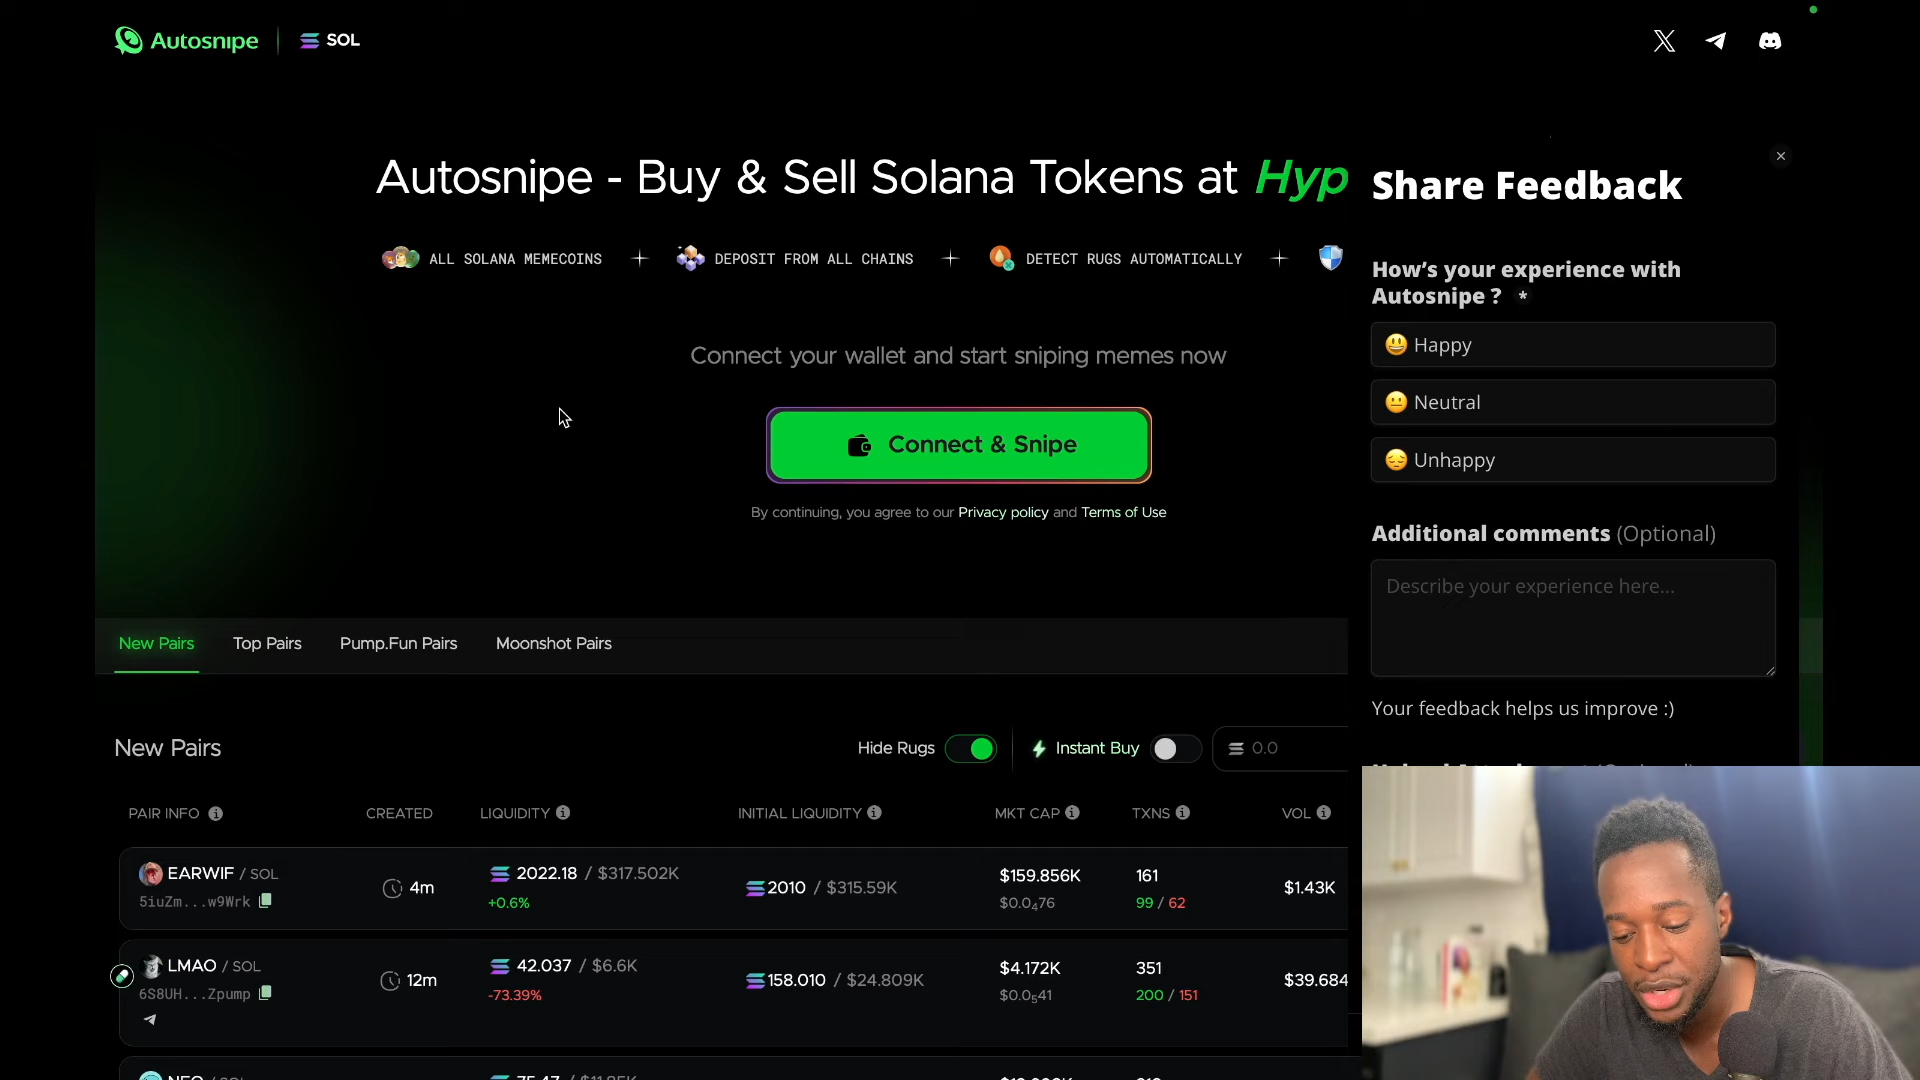 Autosnipe
SOL
Autosnipe - Buy & Sell Solana Tokens at Hyp
ALL SOLANA MEMECOINS
DEPOSIT FROM ALL CHAINS
DETECT RUGS AUTOMATICALLY
Connect your wallet and start sniping memes now
Connect & Snipe
By continuing, you agree to our Privacy policy and Terms of Use
Share Feedback
How's your experience with
Autosnipe ? *
Happy
Neutral
Unhappy
Additional comments (Optional)
Describe your experience here...
Your feedback helps us improve :)
New Pairs
Top Pairs
Pump.Fun Pairs
Moonshot Pairs
New Pairs
Hide Rugs
Instant Buy
0.0
PAIR INFO
CREATED
LIQUIDITY
INITIAL LIQUIDITY
MKT CAP
TXNS
VOL
EARWIF / SOL
5iuZm...w9Wrk
4m
2022.18 / $317.502K
+0.6%
2010 / $315.59K
$159.856K
$0.0₄76
161
99 / 62
$1.43K
LMAO / SOL
6S8UH...Zpump
12m
42.037 / $6.6K
-73.39%
158.010 / $24.809K
$4.172K
$0.0₅41
351
200 / 151
$39.684